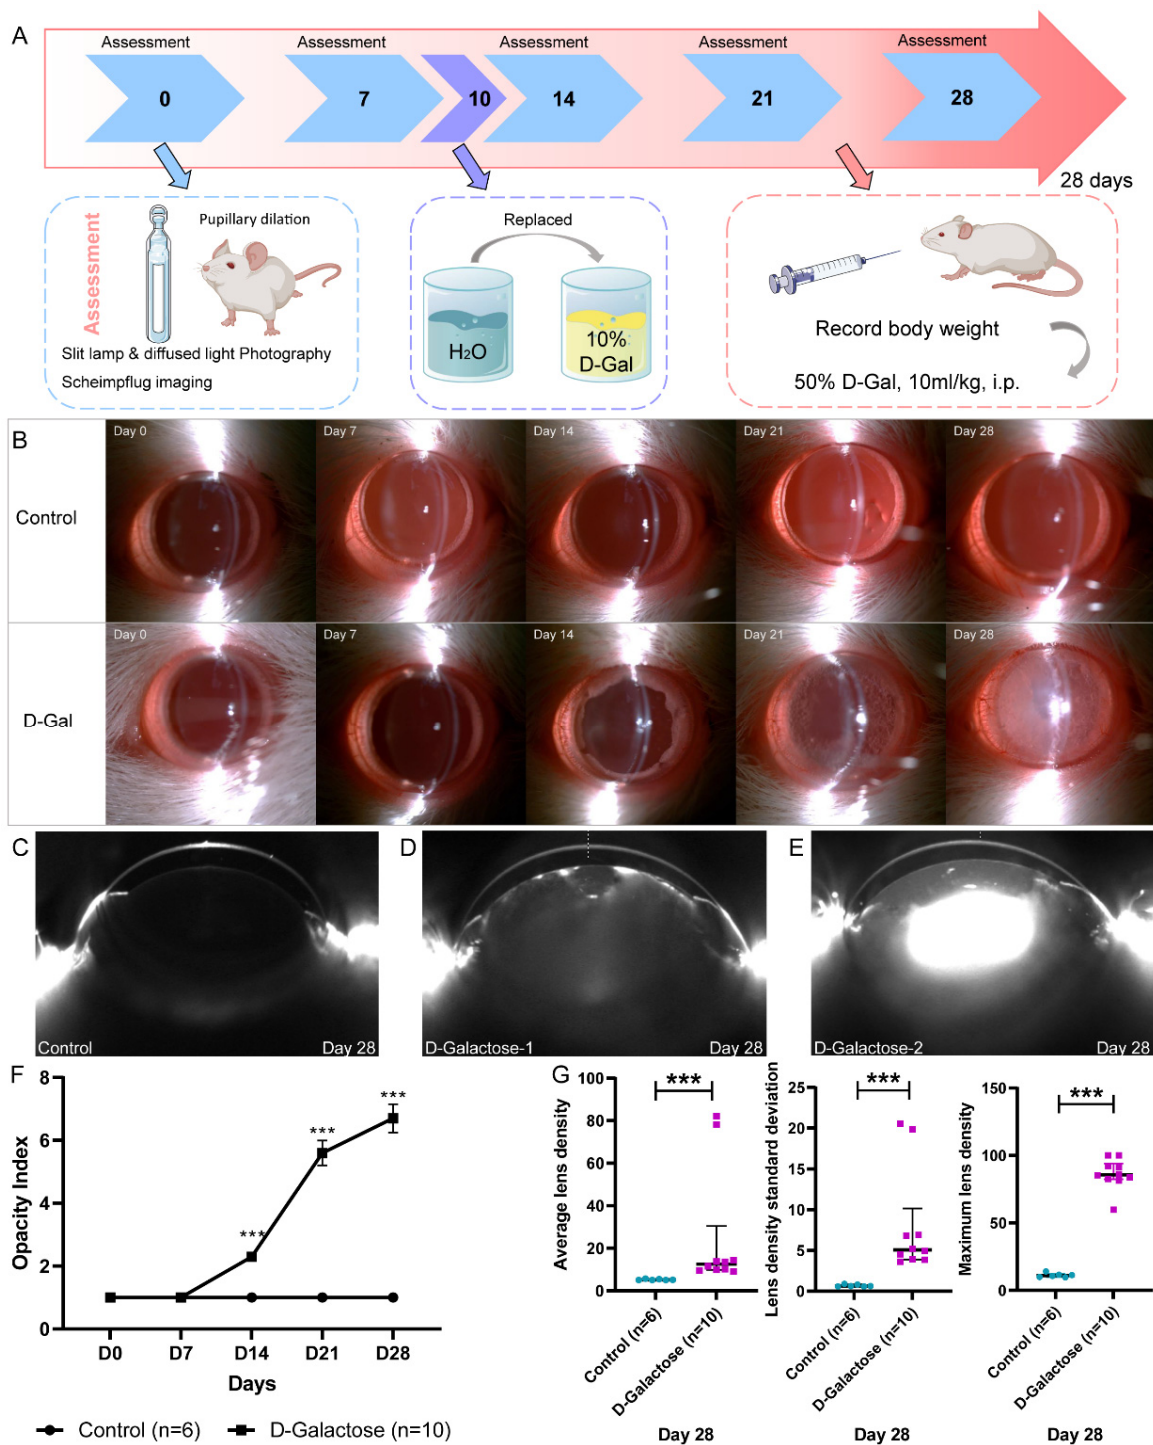 A
Assessment
Assessment
Assessment
Assessment
Assessment
0
7
10
14
21
28
28 days
Assessment
Pupillary dilation
Slit lamp & diffused light Photography
Scheimpflug imaging
Replaced
H₂O
10%
D-Gal
Record body weight
50% D-Gal, 10ml/kg, i.p.
B
Control
Day 0
Day 7
Day 14
Day 21
Day 28
D-Gal
Day 0
Day 7
Day 14
Day 21
Day 28
C
Control
Day 28
D
D-Galactose-1
Day 28
E
D-Galactose-2
Day 28
F
Opacity Index
8
6
4
2
0
***
***
***
D0
D7
D14
D21
D28
Days
Control (n=6)
D-Galactose (n=10)
G
Average lens density
100
80
60
40
20
0
***
Control (n=6)
D-Galactose (n=10)
Day 28
Lens density standard deviation
25
20
15
10
5
0
***
Control (n=6)
D-Galactose (n=10)
Day 28
Maximum lens density
150
100
50
0
***
Control (n=6)
D-Galactose (n=10)
Day 28